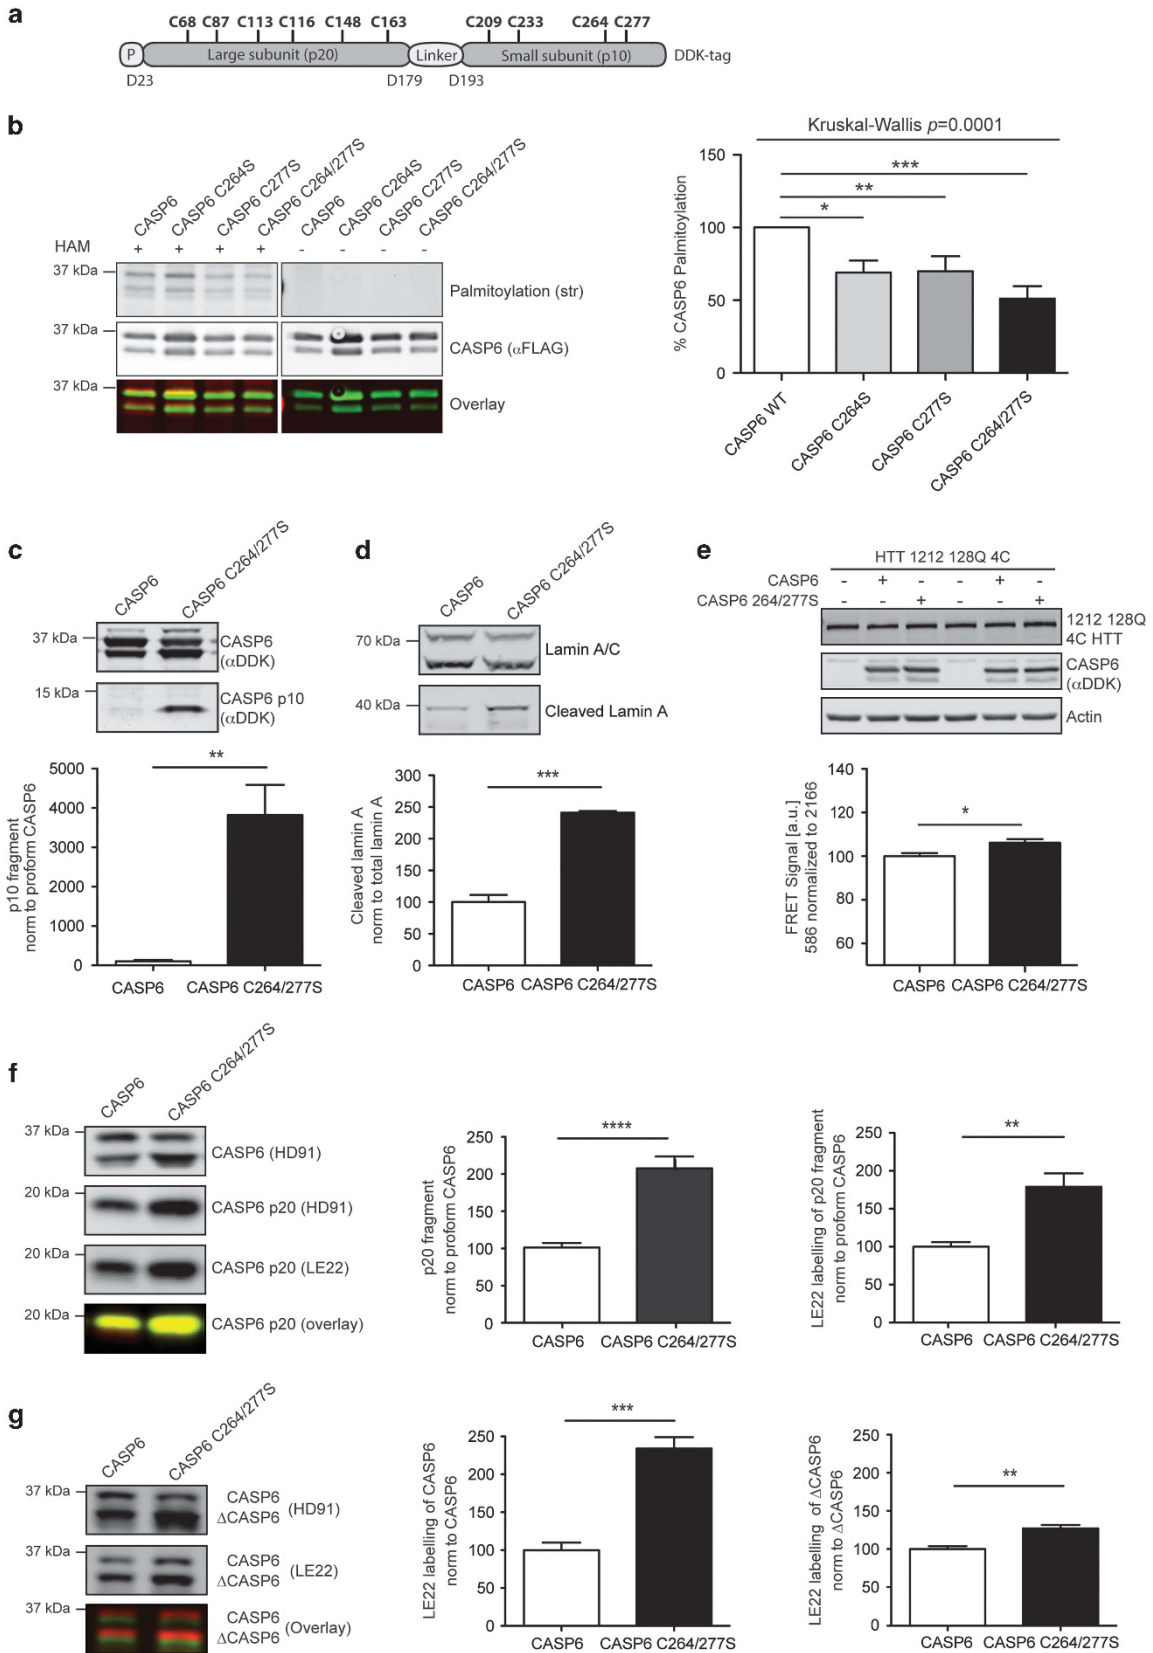 a
C68 C87 C113 C116 C148 C163 C209 C233 C264 C277
P Large subunit (p20) Linker Small subunit (p10) DDK-tag
D23 D179 D193
b
CASP6
CASP6 C264S
CASP6 C277S
CASP6 C264/277S
CASP6
CASP6 C264S
CASP6 C277S
CASP6 C264/277S
HAM + + + + - - - -
37 kDa
Palmitoylation (str)
37 kDa
CASP6 (αFLAG)
37 kDa
Overlay
Kruskal-Wallis p=0.0001
***
**
*
% CASP6 Palmitoylation
150
100
50
0
CASP6 WT
CASP6 C264S
CASP6 C277S
CASP6 C264/277S
c
CASP6
CASP6 C264/277S
37 kDa
CASP6
(αDDK)
15 kDa
CASP6 p10
(αDDK)
**
p10 fragment
norm to proform CASP6
5000
4000
3000
2000
1000
0
CASP6 CASP6 C264/277S
d
CASP6
CASP6 C264/277S
70 kDa
Lamin A/C
40 kDa
Cleaved Lamin A
***
Cleaved lamin A
norm to total lamin A
300
250
200
150
100
50
0
CASP6 CASP6 C264/277S
e
HTT 1212 128Q 4C
CASP6 - + - - + -
CASP6 264/277S - - + - - +
1212 128Q
4C HTT
CASP6
(αDDK)
Actin
*
FRET Signal [a.u.]
586 normalized to 2166
140
120
100
80
60
CASP6 CASP6 C264/277S
f
CASP6
CASP6 C264/277S
37 kDa
CASP6 (HD91)
20 kDa
CASP6 p20 (HD91)
20 kDa
CASP6 p20 (LE22)
20 kDa
CASP6 p20 (overlay)
****
p20 fragment
norm to proform CASP6
250
200
150
100
50
0
CASP6 CASP6 C264/277S
**
LE22 labelling of p20 fragment
norm to proform CASP6
250
200
150
100
50
0
CASP6 CASP6 C264/277S
g
CASP6
CASP6 C264/277S
37 kDa
CASP6
ΔCASP6 (HD91)
37 kDa
CASP6
ΔCASP6 (LE22)
37 kDa
CASP6
ΔCASP6 (Overlay)
***
LE22 labelling of CASP6
norm to CASP6
250
200
150
100
50
0
CASP6 CASP6 C264/277S
**
LE22 labelling of ΔCASP6
norm to ΔCASP6
250
200
150
100
50
0
CASP6 CASP6 C264/277S